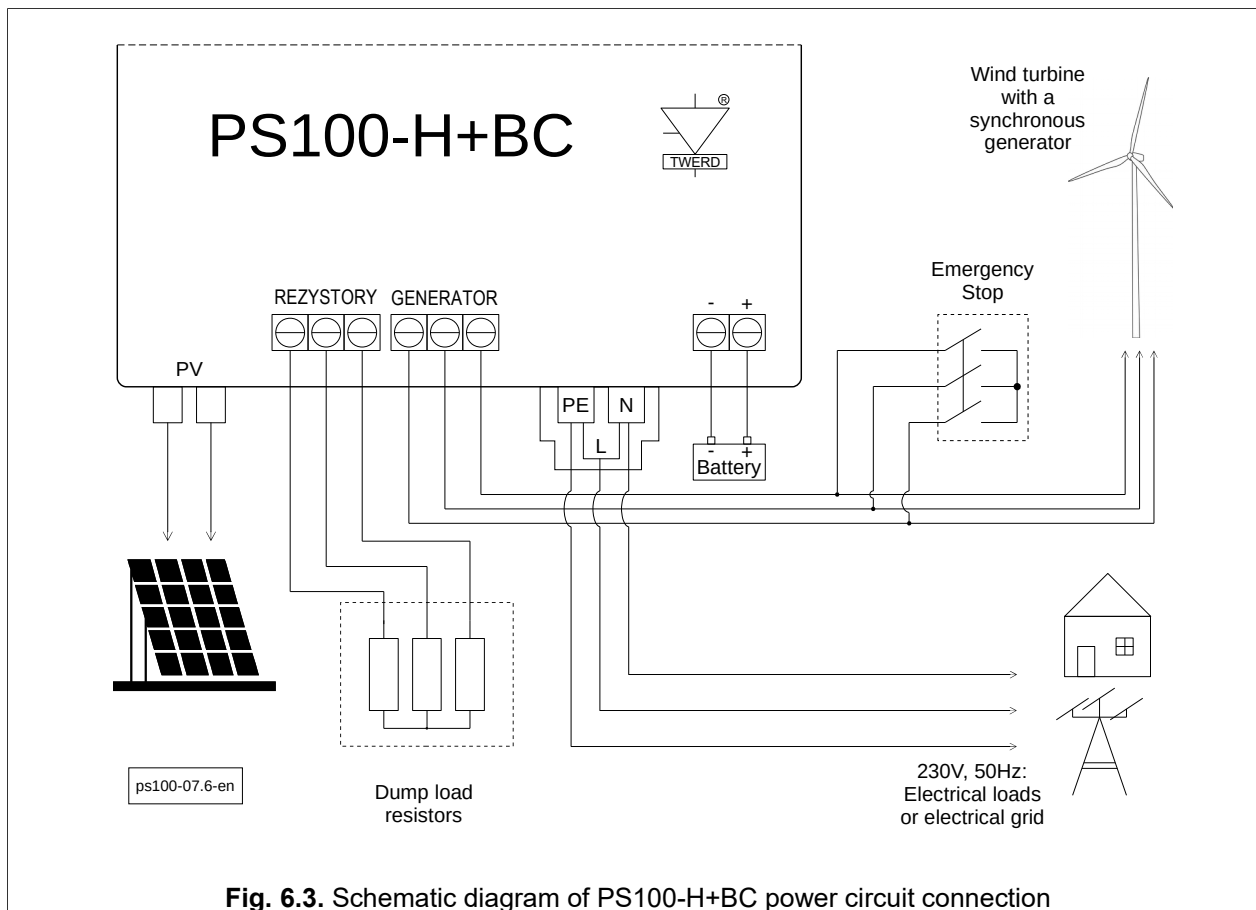 PS100-H+BC
®
TWERD
Wind turbine
with a
synchronous
generator
Emergency
Stop
REZYSTORY
GENERATOR
-
+
PV
PE
N
L
-
+
Battery
ps100-07.6-en
Dump load
resistors
230V, 50Hz:
Electrical loads
or electrical grid
Fig. 6.3. Schematic diagram of PS100-H+BC power circuit connection